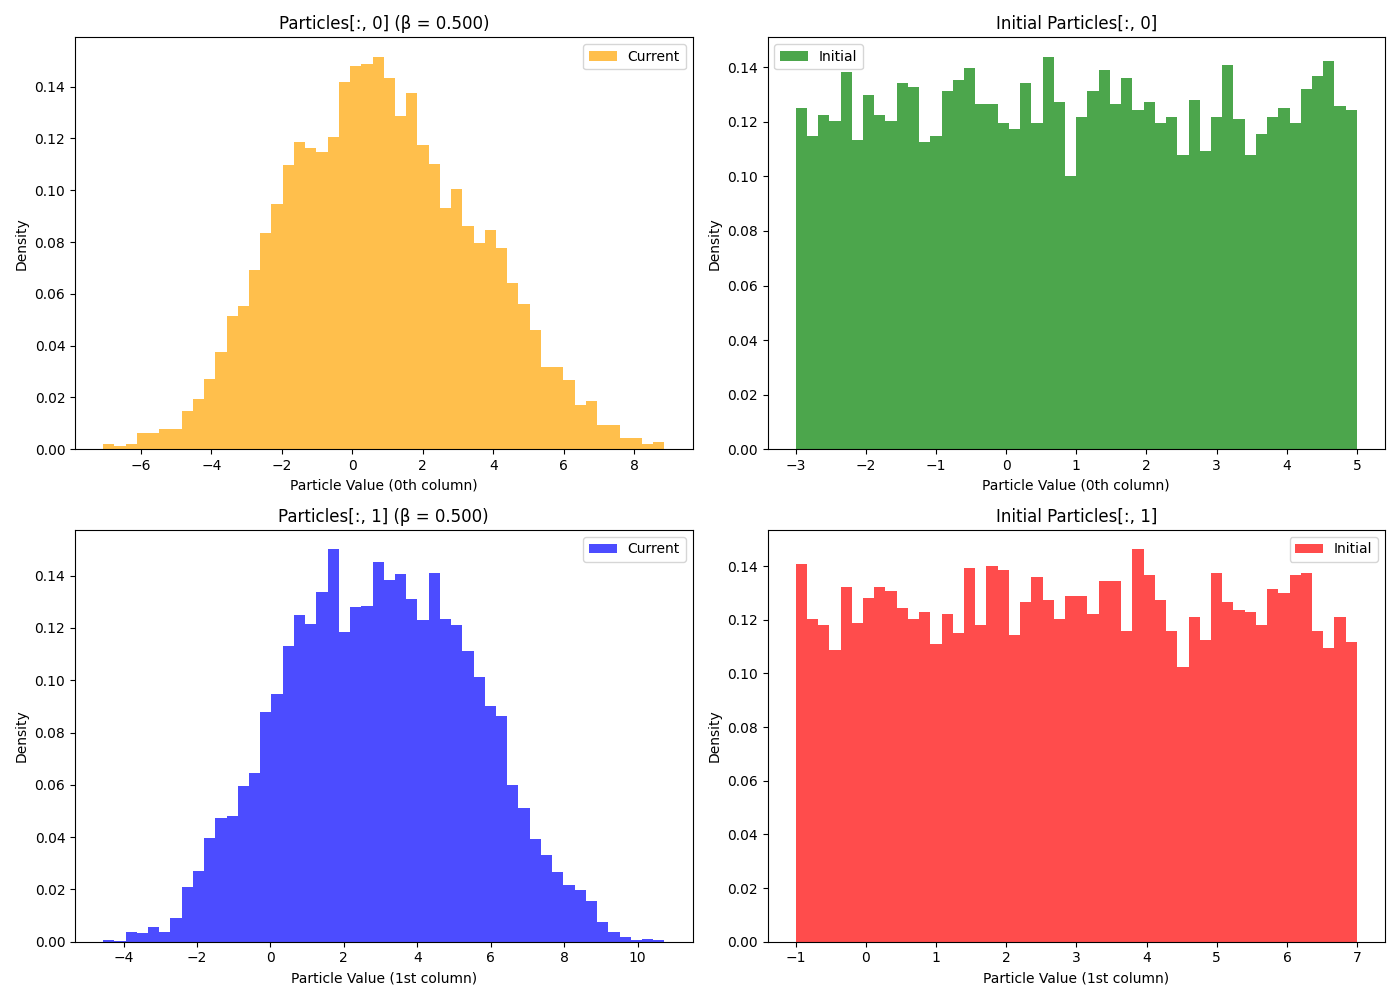 Particles[:, 0] (β = 0.500)
Current
Density
0.14
0.12
0.10
0.08
0.06
0.04
0.02
0.00
−6 −4 −2 0 2 4 6 8
Particle Value (0th column)
Initial Particles[:, 0]
Initial
Density
0.14
0.12
0.10
0.08
0.06
0.04
0.02
0.00
−3 −2 −1 0 1 2 3 4 5
Particle Value (0th column)
Particles[:, 1] (β = 0.500)
Current
Density
0.14
0.12
0.10
0.08
0.06
0.04
0.02
0.00
−4 −2 0 2 4 6 8 10
Particle Value (1st column)
Initial Particles[:, 1]
Initial
Density
0.14
0.12
0.10
0.08
0.06
0.04
0.02
0.00
−1 0 1 2 3 4 5 6 7
Particle Value (1st column)